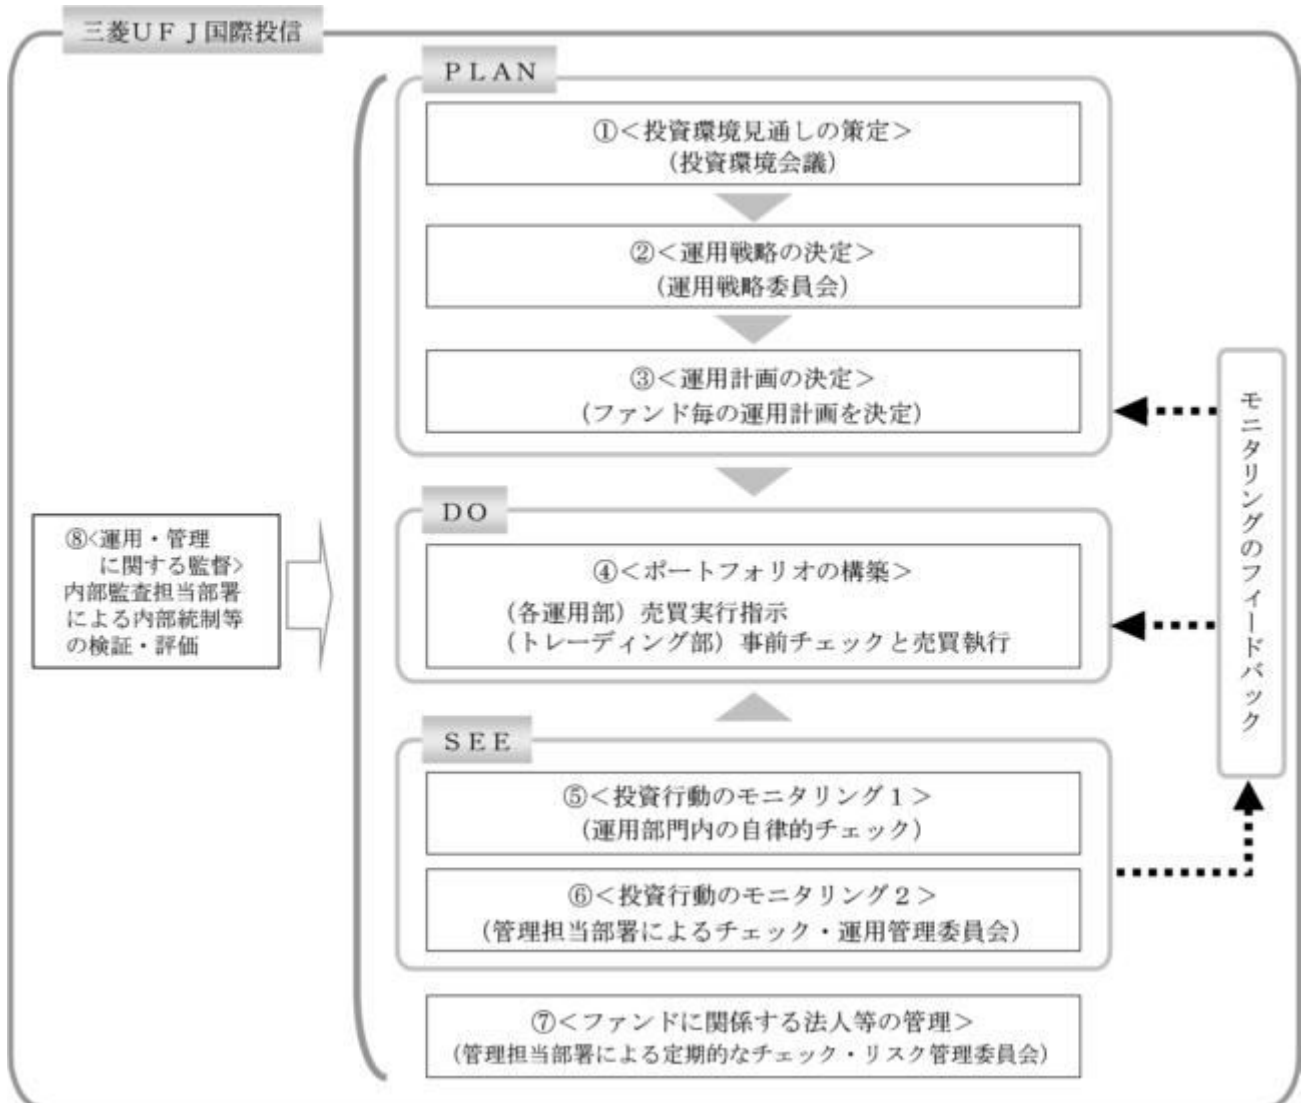 三菱ＵＦＪ国際投信
ＰＬＡＮ
①＜投資環境見通しの策定＞
（投資環境会議）
②＜運用戦略の決定＞
（運用戦略委員会）
③＜運用計画の決定＞
（ファンド毎の運用計画を決定）
ＤＯ
④＜ポートフォリオの構築＞
（各運用部）売買実行指示
（トレーディング部）事前チェックと売買執行
ＳＥＥ
⑤＜投資行動のモニタリング１＞
（運用部門内の自律的チェック）
⑥＜投資行動のモニタリング２＞
（管理担当部署によるチェック・運用管理委員会）
⑦＜ファンドに関係する法人等の管理＞
（管理担当部署による定期的なチェック・リスク管理委員会）
⑧<運用・管理
に関する監督>
内部監査担当部署
による内部統制等
の検証・評価
モニタリングのフィードバック